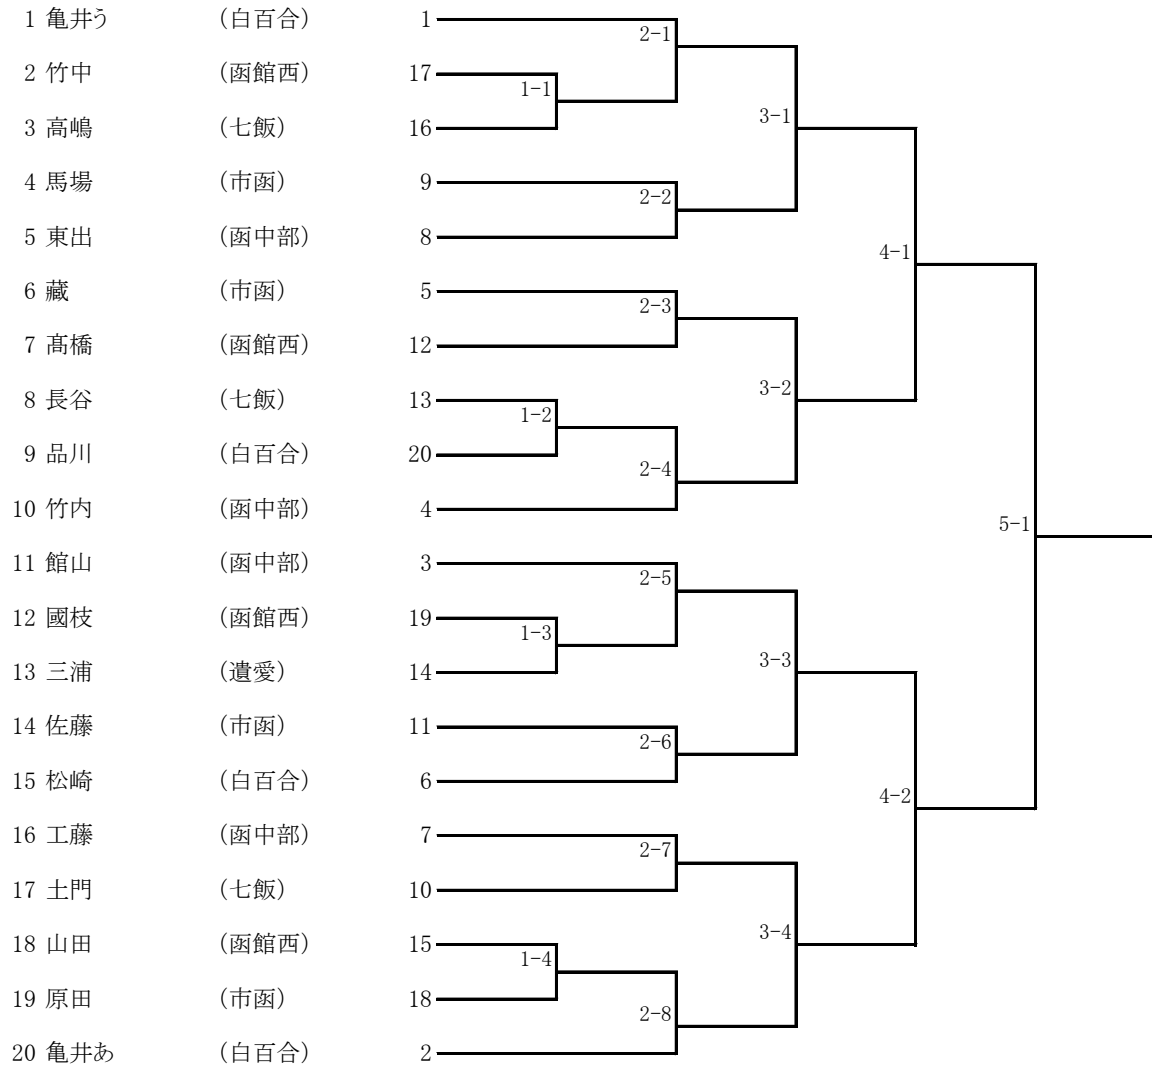 1 亀井う (白百合) 1
2-1
2 竹中 (函館西) 17
1-1
3-1
3 高嶋 (七飯) 16
4 馬場 (市函) 9
2-2
5 東出 (函中部) 8
4-1
6 藏 (市函) 5
2-3
7 髙橋 (函館西) 12
3-2
8 長谷 (七飯) 13
1-2
9 品川 (白百合) 20
2-4
10 竹内 (函中部) 4
5-1
11 館山 (函中部) 3
2-5
12 國枝 (函館西) 19
1-3
3-3
13 三浦 (遺愛) 14
14 佐藤 (市函) 11
2-6
15 松崎 (白百合) 6
4-2
16 工藤 (函中部) 7
2-7
17 土門 (七飯) 10
3-4
18 山田 (函館西) 15
1-4
19 原田 (市函) 18
2-8
20 亀井あ (白百合) 2